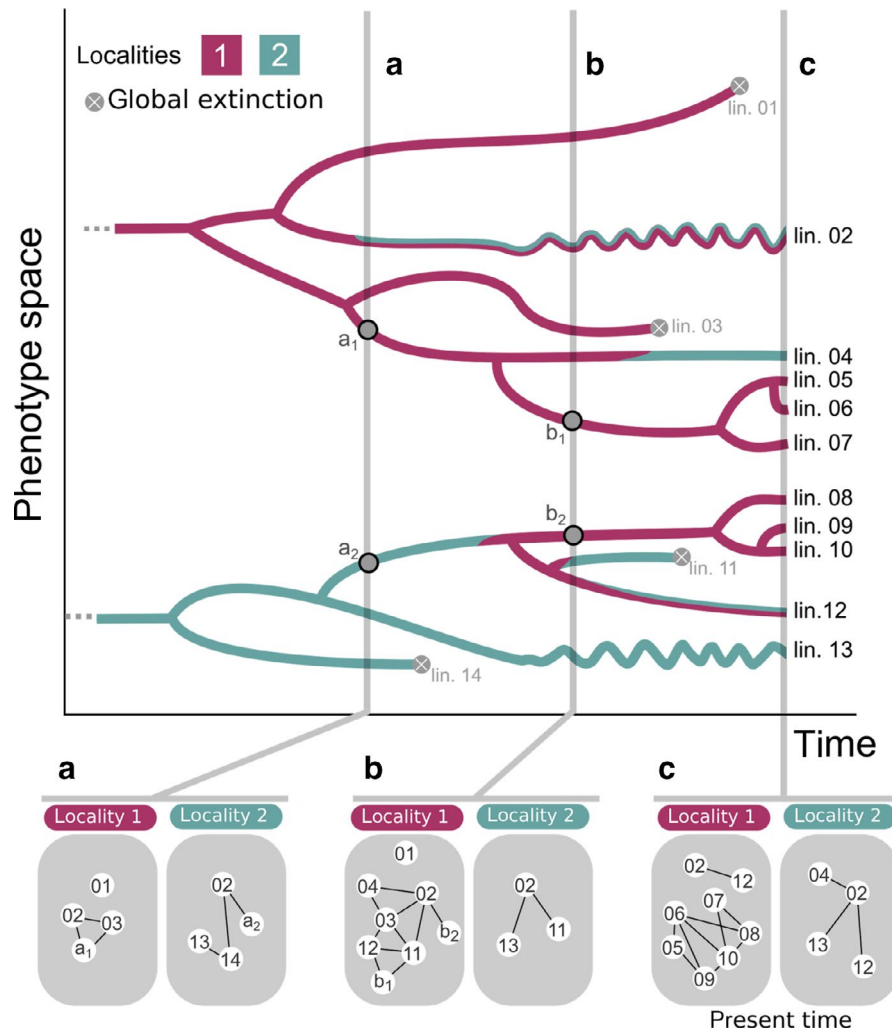 Localities 1 2
Global extinction
a b c
lin. 01
lin. 02
lin. 03
a1
lin. 04
lin. 05
lin. 06
b1
lin. 07
lin. 08
b2
lin. 09
a2
lin. 10
lin. 11
lin.12
lin. 13
lin. 14
Phenotype space
Time
a b c
Locality 1 Locality 2 Locality 1 Locality 2 Locality 1 Locality 2
01
02 03
a1
02
a2
13 14
01
04 02
03 b2
12 11
b1
02
13 11
02 12
07
06 08
05 10
09
04 02
13 12
Present time